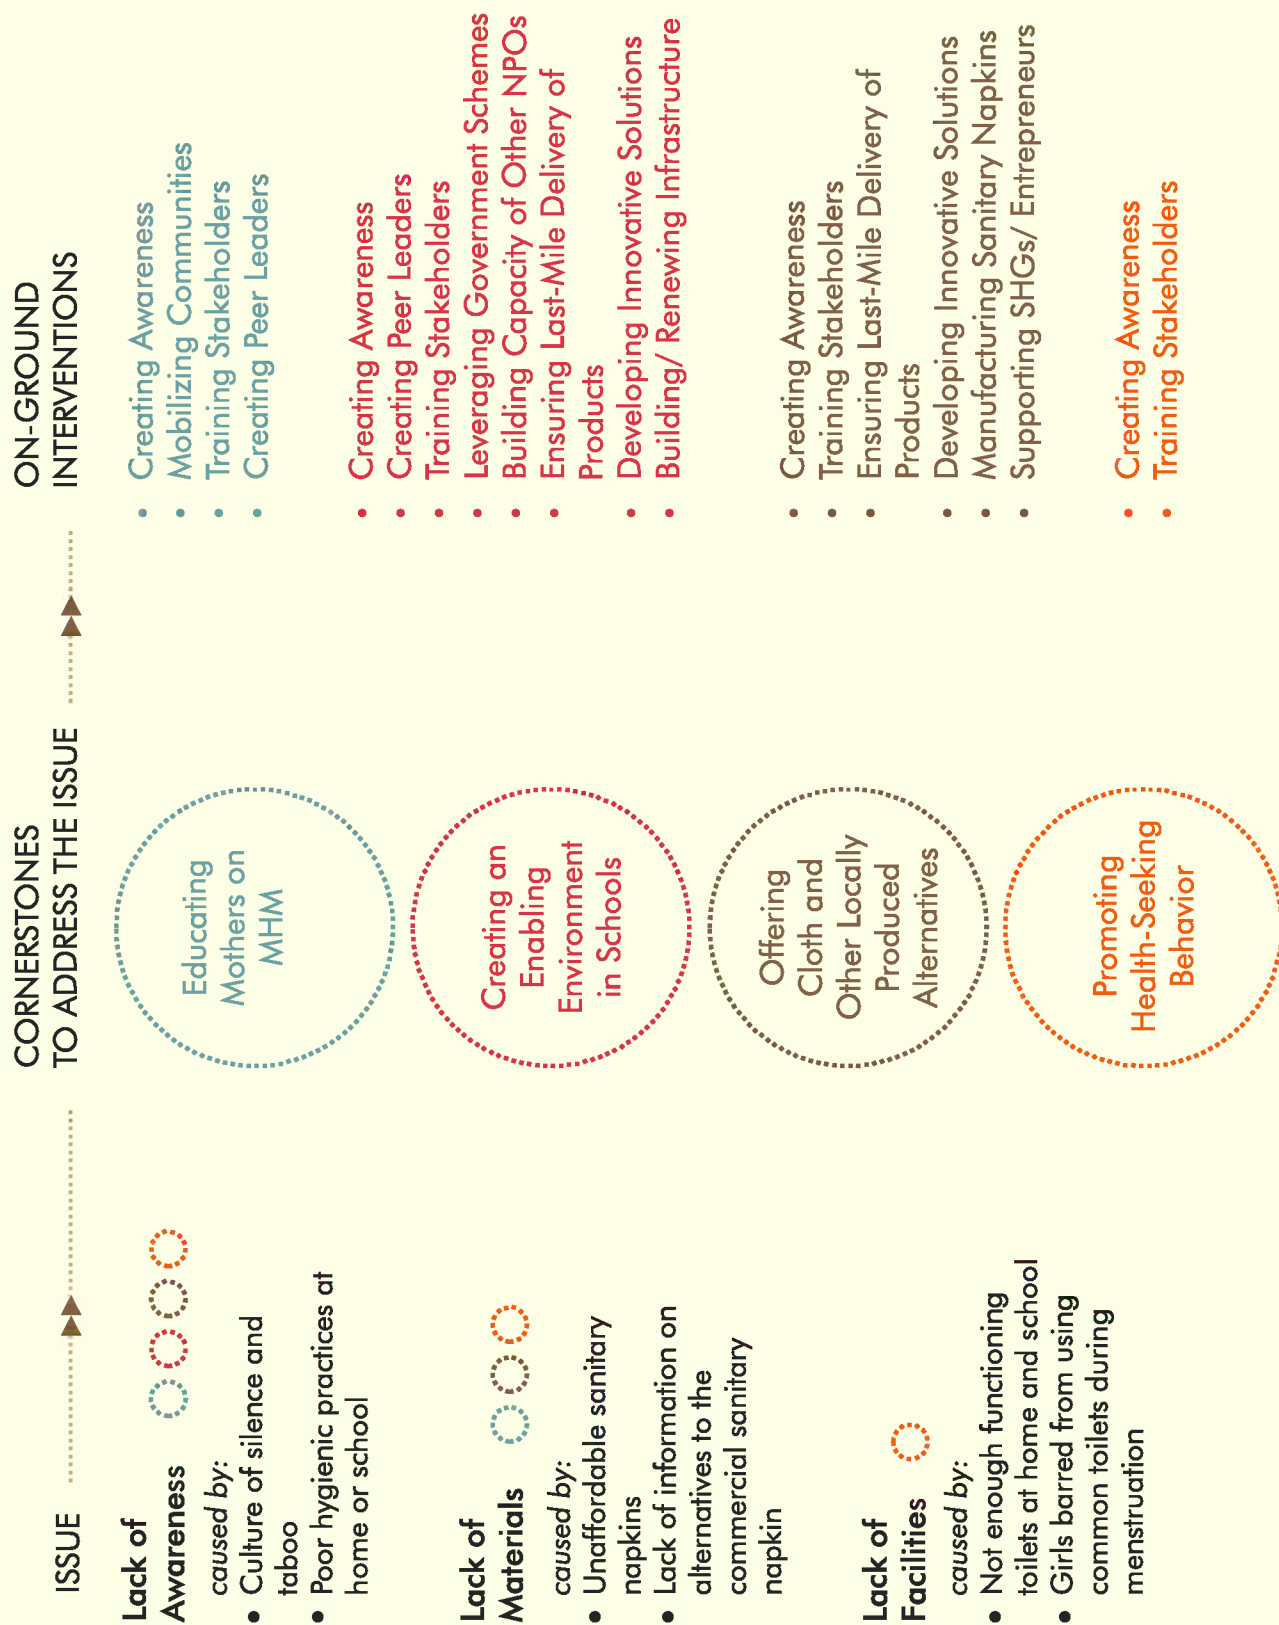 ISSUE
CORNERSTONES
TO ADDRESS THE ISSUE
ON-GROUND
INTERVENTIONS
Lack of
Awareness
caused by:
• Culture of silence and
taboo
• Poor hygienic practices at
home or school
Lack of
Materials
caused by:
• Unaffordable sanitary
napkins
• Lack of information on
alternatives to the
commercial sanitary
napkin
Lack of
Facilities
caused by:
• Not enough functioning
toilets at home and school
• Girls barred from using
common toilets during
menstruation
Educating
Mothers on
MHM
Creating an
Enabling
Environment
in Schools
Offering
Cloth and
Other Locally
Produced
Alternatives
Promoting
Health-Seeking
Behavior
• Creating Awareness
• Mobilizing Communities
• Training Stakeholders
• Creating Peer Leaders
• Creating Awareness
• Creating Peer Leaders
• Training Stakeholders
• Leveraging Government Schemes
• Building Capacity of Other NPOs
• Ensuring Last-Mile Delivery of
Products
• Developing Innovative Solutions
• Building/ Renewing Infrastructure
• Creating Awareness
• Training Stakeholders
• Ensuring Last-Mile Delivery of
Products
• Developing Innovative Solutions
• Manufacturing Sanitary Napkins
• Supporting SHGs/ Entrepreneurs
• Creating Awareness
• Training Stakeholders